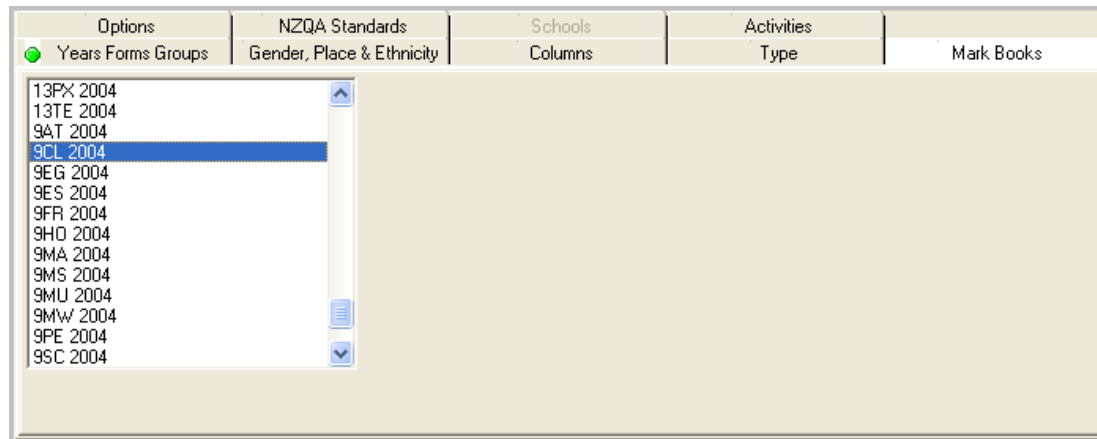 Options NZQA Standards Schools Activities
Years Forms Groups Gender, Place & Ethnicity Columns Type Mark Books
13PX 2004
13TE 2004
9AT 2004
9CL 2004
9EG 2004
9ES 2004
9FR 2004
9HO 2004
9MA 2004
9MS 2004
9MU 2004
9MW 2004
9PE 2004
9SC 2004